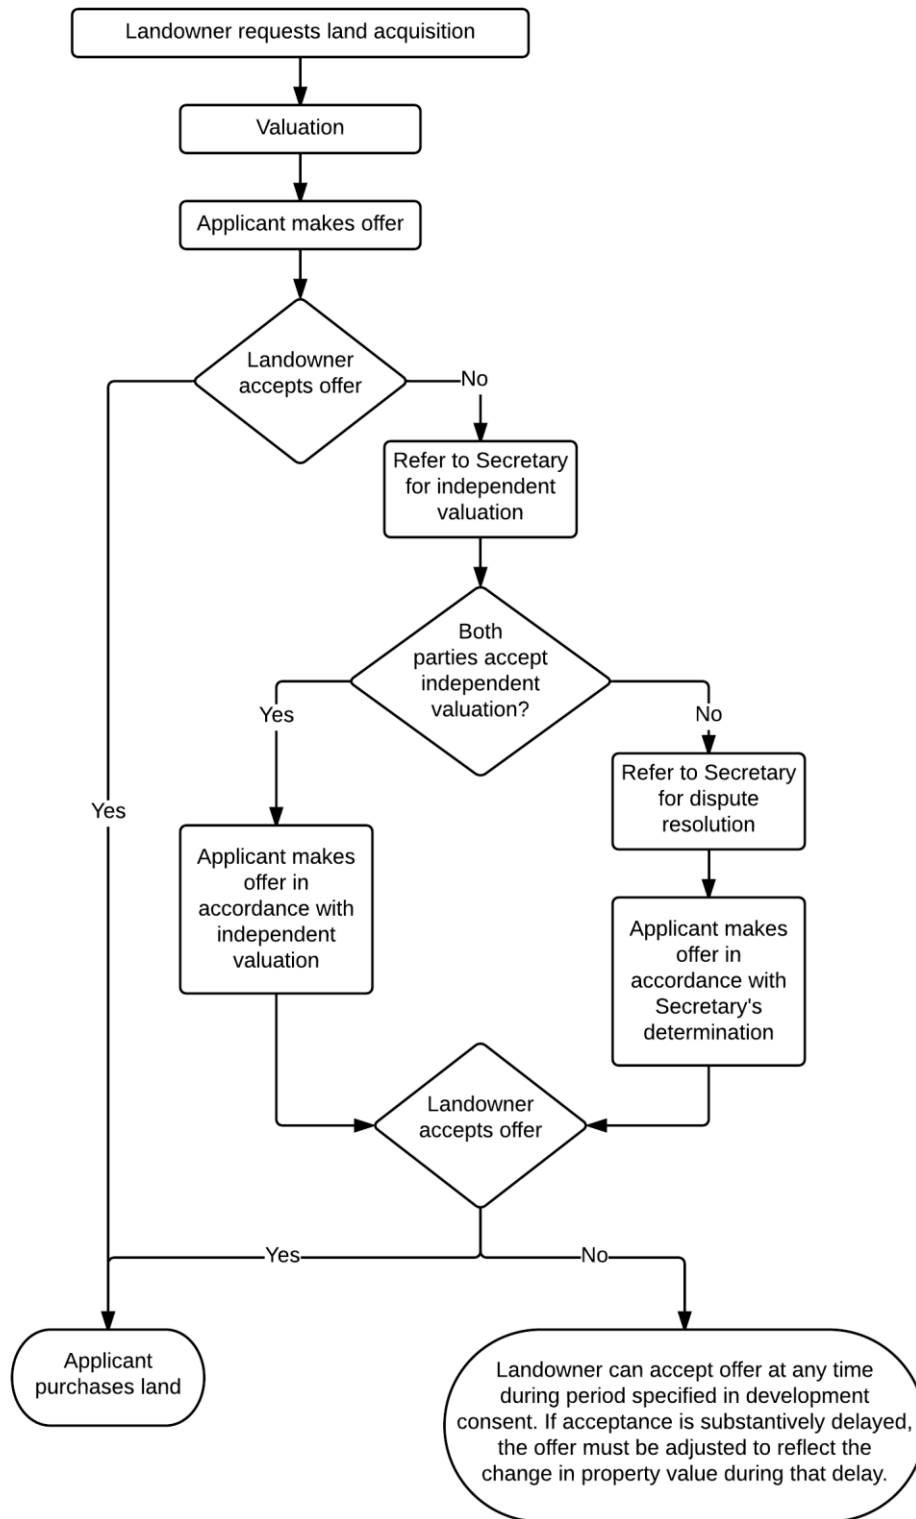 Landowner requests land acquisition
Valuation
Applicant makes offer
Landowner
accepts offer
No
Refer to Secretary
for independent
valuation
Both
parties accept
independent
valuation?
Yes
No
Refer to Secretary
for dispute
resolution
Yes
Applicant makes
offer in
accordance with
independent
valuation
Applicant makes
offer in
accordance with
Secretary's
determination
Landowner
accepts offer
Yes
No
Applicant
purchases land
Landowner can accept offer at any time
during period specified in development
consent. If acceptance is substantively delayed,
the offer must be adjusted to reflect the
change in property value during that delay.